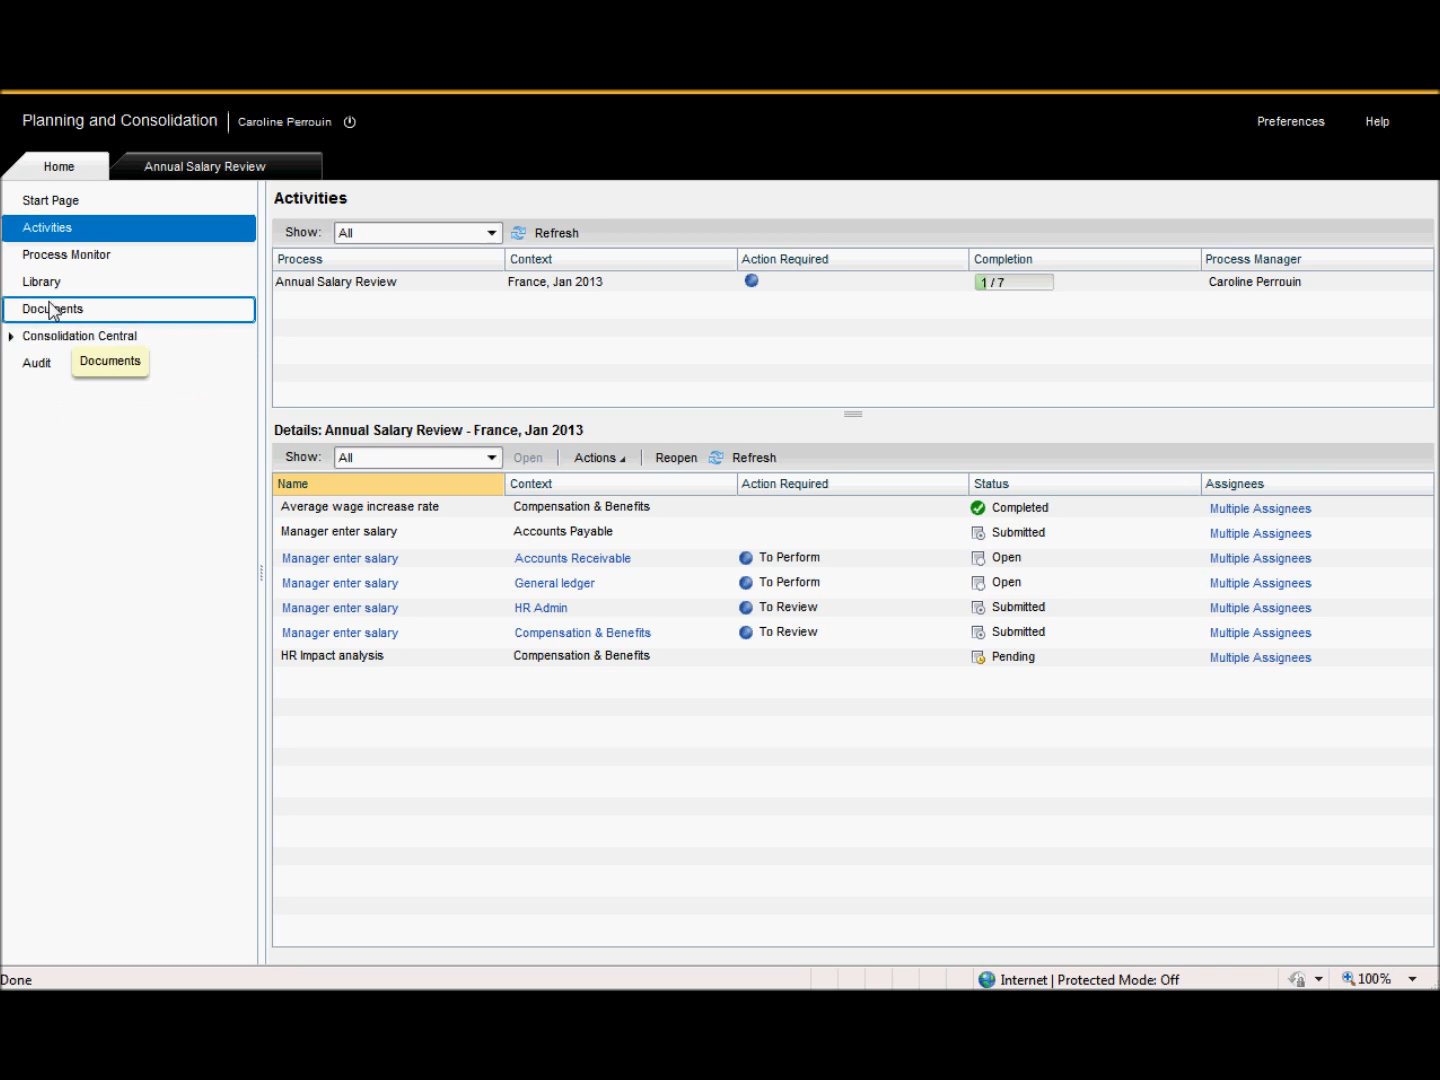 Planning and Consolidation | Caroline Perrouin Preferences Help
Home Annual Salary Review
Start Page
Activities
Process Monitor
Library
Documents
Consolidation Central
Audit
Documents
Activities
Show: All Refresh
Process Context Action Required Completion Process Manager
Annual Salary Review France, Jan 2013 1 / 7 Caroline Perrouin
Details: Annual Salary Review - France, Jan 2013
Show: All Open Actions Reopen Refresh
Name Context Action Required Status Assignees
Average wage increase rate Compensation & Benefits Completed Multiple Assignees
Manager enter salary Accounts Payable Submitted Multiple Assignees
Manager enter salary Accounts Receivable To Perform Open Multiple Assignees
Manager enter salary General ledger To Perform Open Multiple Assignees
Manager enter salary HR Admin To Review Submitted Multiple Assignees
Manager enter salary Compensation & Benefits To Review Submitted Multiple Assignees
HR Impact analysis Compensation & Benefits Pending Multiple Assignees
Done Internet | Protected Mode: Off 100%